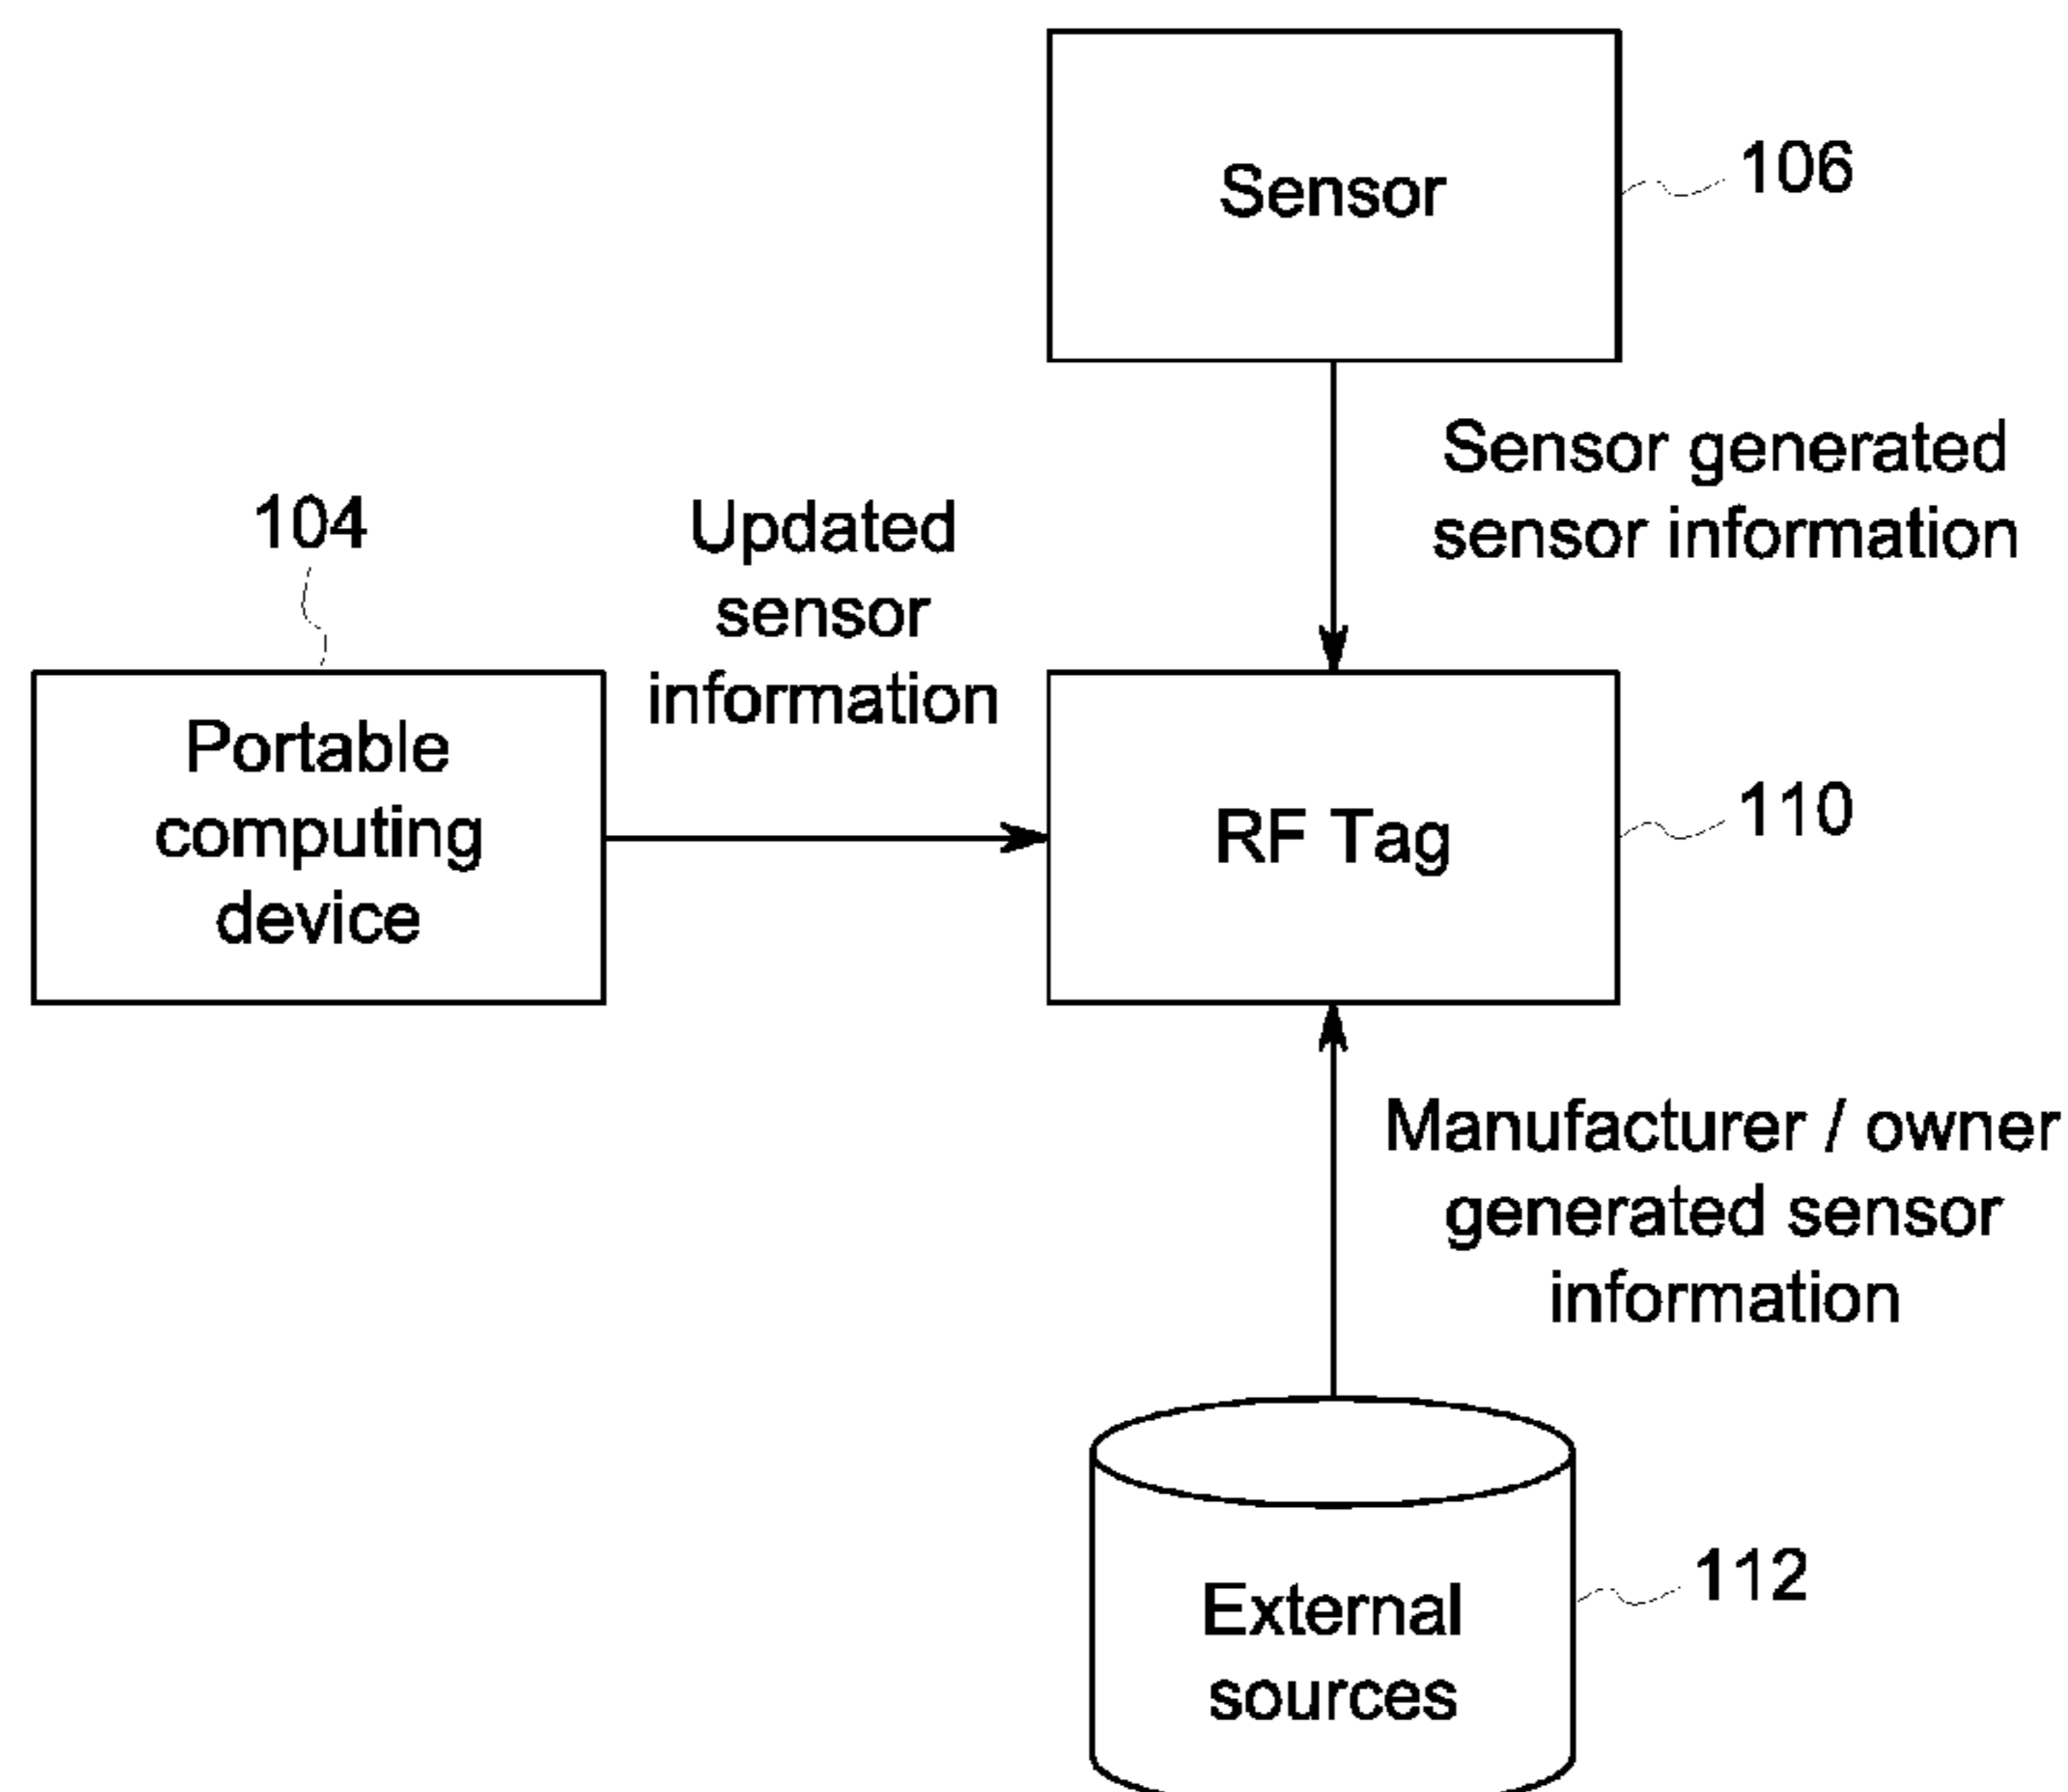 Sensor
106
Sensor generated
sensor information
104
Updated
sensor
information
Portable
computing
device
RF Tag
110
Manufacturer / owner
generated sensor
information
External
sources
112